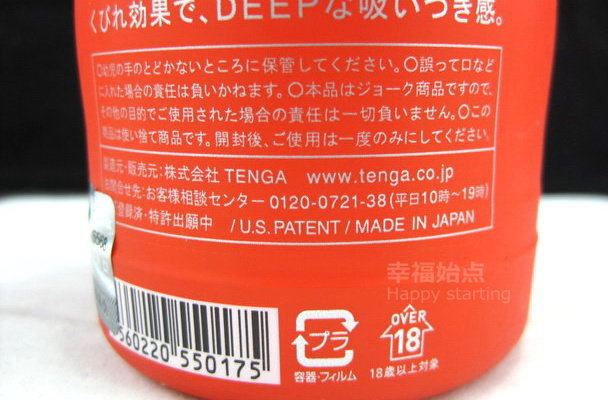 くびれ効果で、DEEPな吸いつき感。
〇幼児の手のとどかないところに保管してください。〇誤って口など
に入れた場合の責任は負いかねます。〇本品はジョーク商品ですので、
その他の目的でご使用された場合の責任は一切負いません。〇この
商品は使い捨て商品です。開封後、ご使用は一度のみにしてください。
製造元・販売元：株式会社 TENGA www.tenga.co.jp
お問合せ先：お客様相談センター 0120-0721-38(平日10時〜19時)
登録済・特許出願中 /U.S.PATENT/MADE IN JAPAN
幸福始点
Happy starting
560220 550175
プラ
容器・フィルム
OVER
18
18歳以上対象